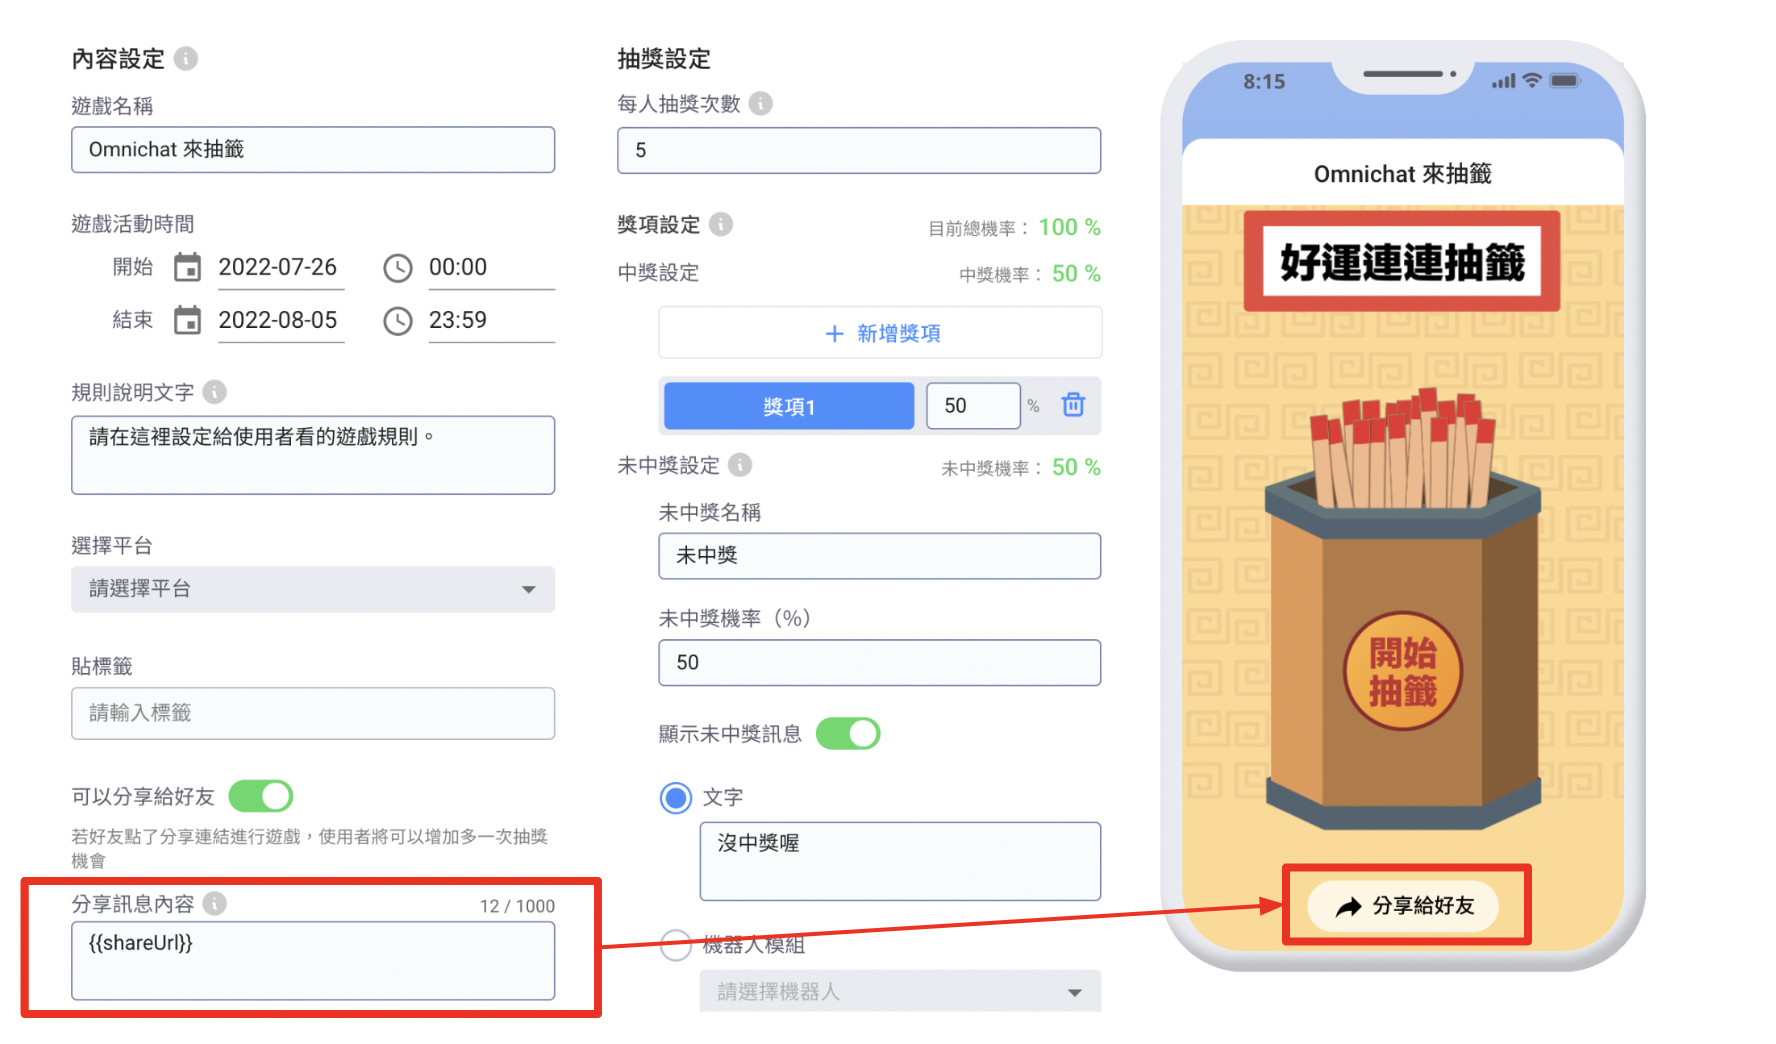 內容設定
遊戲名稱
Omnichat 來抽籤
遊戲活動時間
開始 2022-07-26 00:00
結束 2022-08-05 23:59
規則說明文字
請在這裡設定給使用者看的遊戲規則。
選擇平台
請選擇平台
貼標籤
請輸入標籤
可以分享給好友
若好友點了分享連結進行遊戲，使用者將可以增加多一次抽獎
機會
分享訊息內容 12 / 1000
{{shareUrl}}
抽獎設定
每人抽獎次數
5
獎項設定 目前總機率： 100 %
中獎設定 中獎機率： 50 %
+ 新增獎項
獎項1 50 %
未中獎設定 未中獎機率： 50 %
未中獎名稱
未中獎
未中獎機率（%）
50
顯示未中獎訊息
文字
沒中獎喔
機器人模組
請選擇機器人
8:15
Omnichat 來抽籤
好運連連抽籤
開始
抽籤
分享給好友